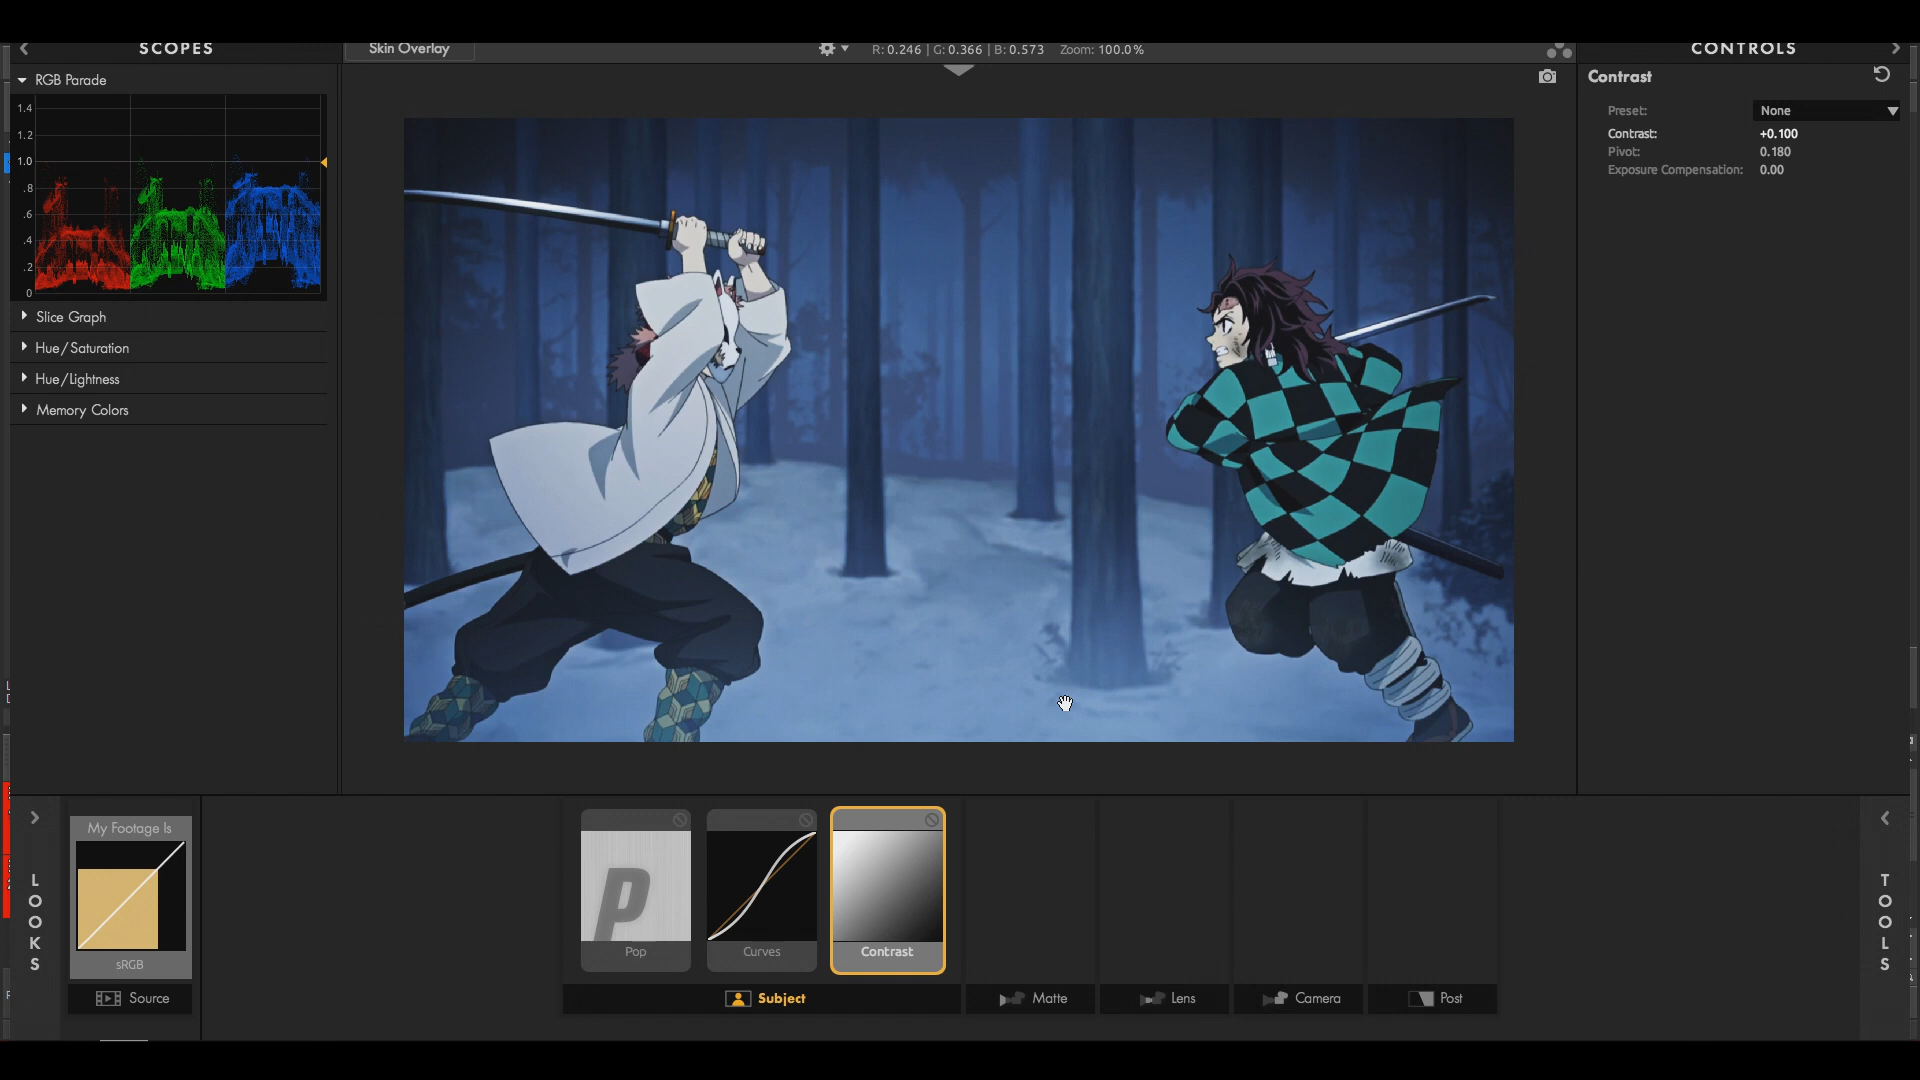 SCOPES
Skin Overlay
R: 0.246 | G: 0.366 | B: 0.573 Zoom: 100.0%
CONTROLS
RGB Parade
1.4
1.2
1.0
.8
.6
.4
.2
0
Slice Graph
Hue/Saturation
Hue/Lightness
Memory Colors
Contrast
Preset: None
Contrast: +0.100
Pivot: 0.180
Exposure Compensation: 0.00
LOOKS
My Footage Is
sRGB
Source
P
Pop
Curves
Contrast
Subject
Matte
Lens
Camera
Post
TOOLS